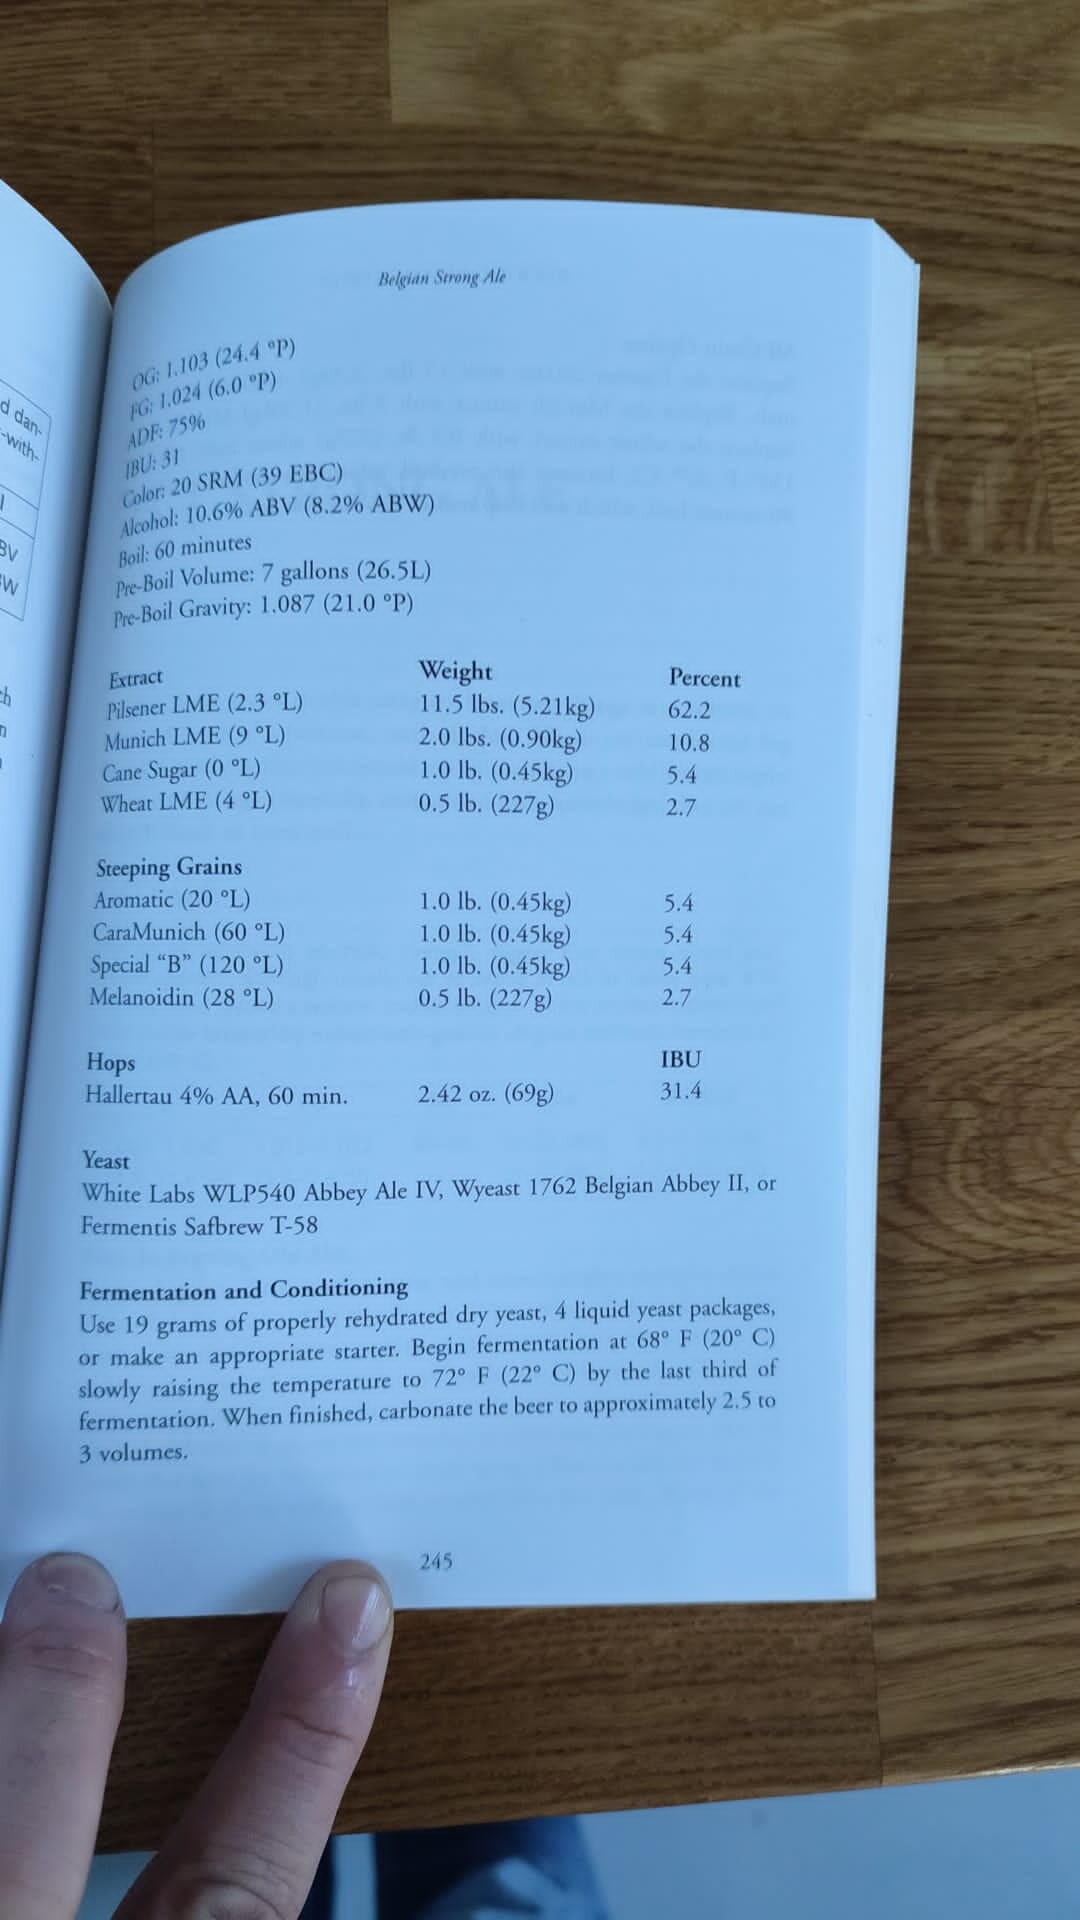 d dan-
-with-
BV
W
Belgian Strong Ale
OG: 1.103 (24.4 °P)
FG: 1.024 (6.0 °P)
ADF: 75%
IBU: 31
Color: 20 SRM (39 EBC)
Alcohol: 10.6% ABV (8.2% ABW)
Boil: 60 minutes
Pre-Boil Volume: 7 gallons (26.5L)
Pre-Boil Gravity: 1.087 (21.0 °P)
Extract Weight Percent
Pilsener LME (2.3 °L) 11.5 lbs. (5.21kg) 62.2
Munich LME (9 °L) 2.0 lbs. (0.90kg) 10.8
Cane Sugar (0 °L) 1.0 lb. (0.45kg) 5.4
Wheat LME (4 °L) 0.5 lb. (227g) 2.7
Steeping Grains
Aromatic (20 °L) 1.0 lb. (0.45kg) 5.4
CaraMunich (60 °L) 1.0 lb. (0.45kg) 5.4
Special “B” (120 °L) 1.0 lb. (0.45kg) 5.4
Melanoidin (28 °L) 0.5 lb. (227g) 2.7
Hops IBU
Hallertau 4% AA, 60 min. 2.42 oz. (69g) 31.4
Yeast
White Labs WLP540 Abbey Ale IV, Wyeast 1762 Belgian Abbey II, or
Fermentis Safbrew T-58
Fermentation and Conditioning
Use 19 grams of properly rehydrated dry yeast, 4 liquid yeast packages,
or make an appropriate starter. Begin fermentation at 68° F (20° C)
slowly raising the temperature to 72° F (22° C) by the last third of
fermentation. When finished, carbonate the beer to approximately 2.5 to
3 volumes.
245